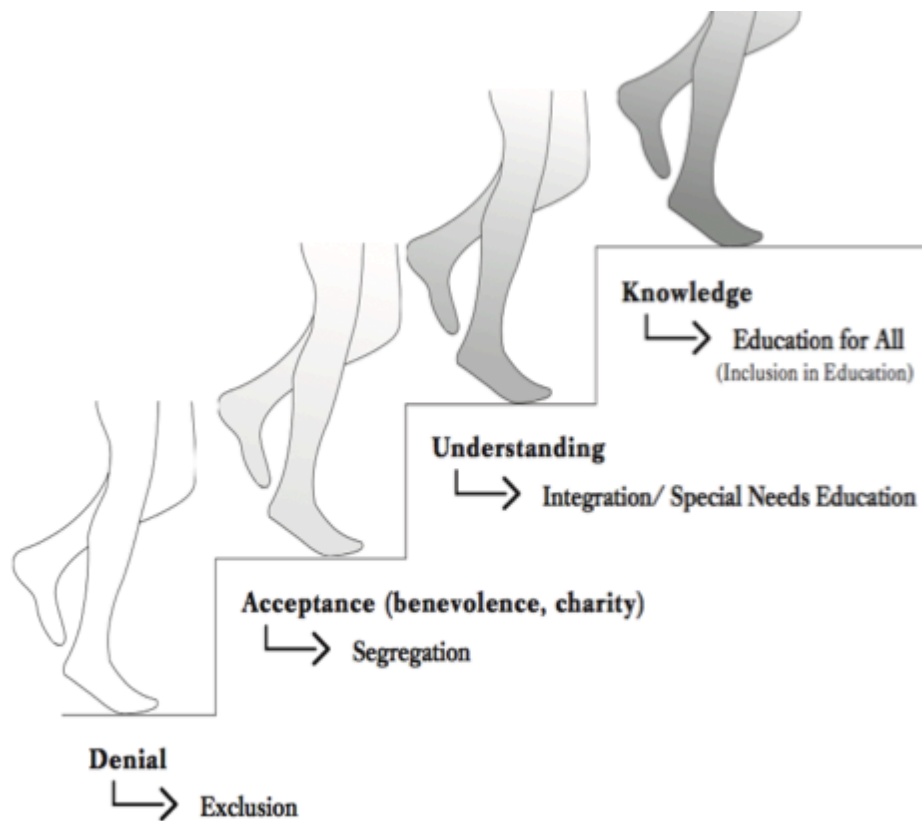 Knowledge
Education for All
(Inclusion in Education)
Understanding
Integration/ Special Needs Education
Acceptance (benevolence, charity)
Segregation
Denial
Exclusion